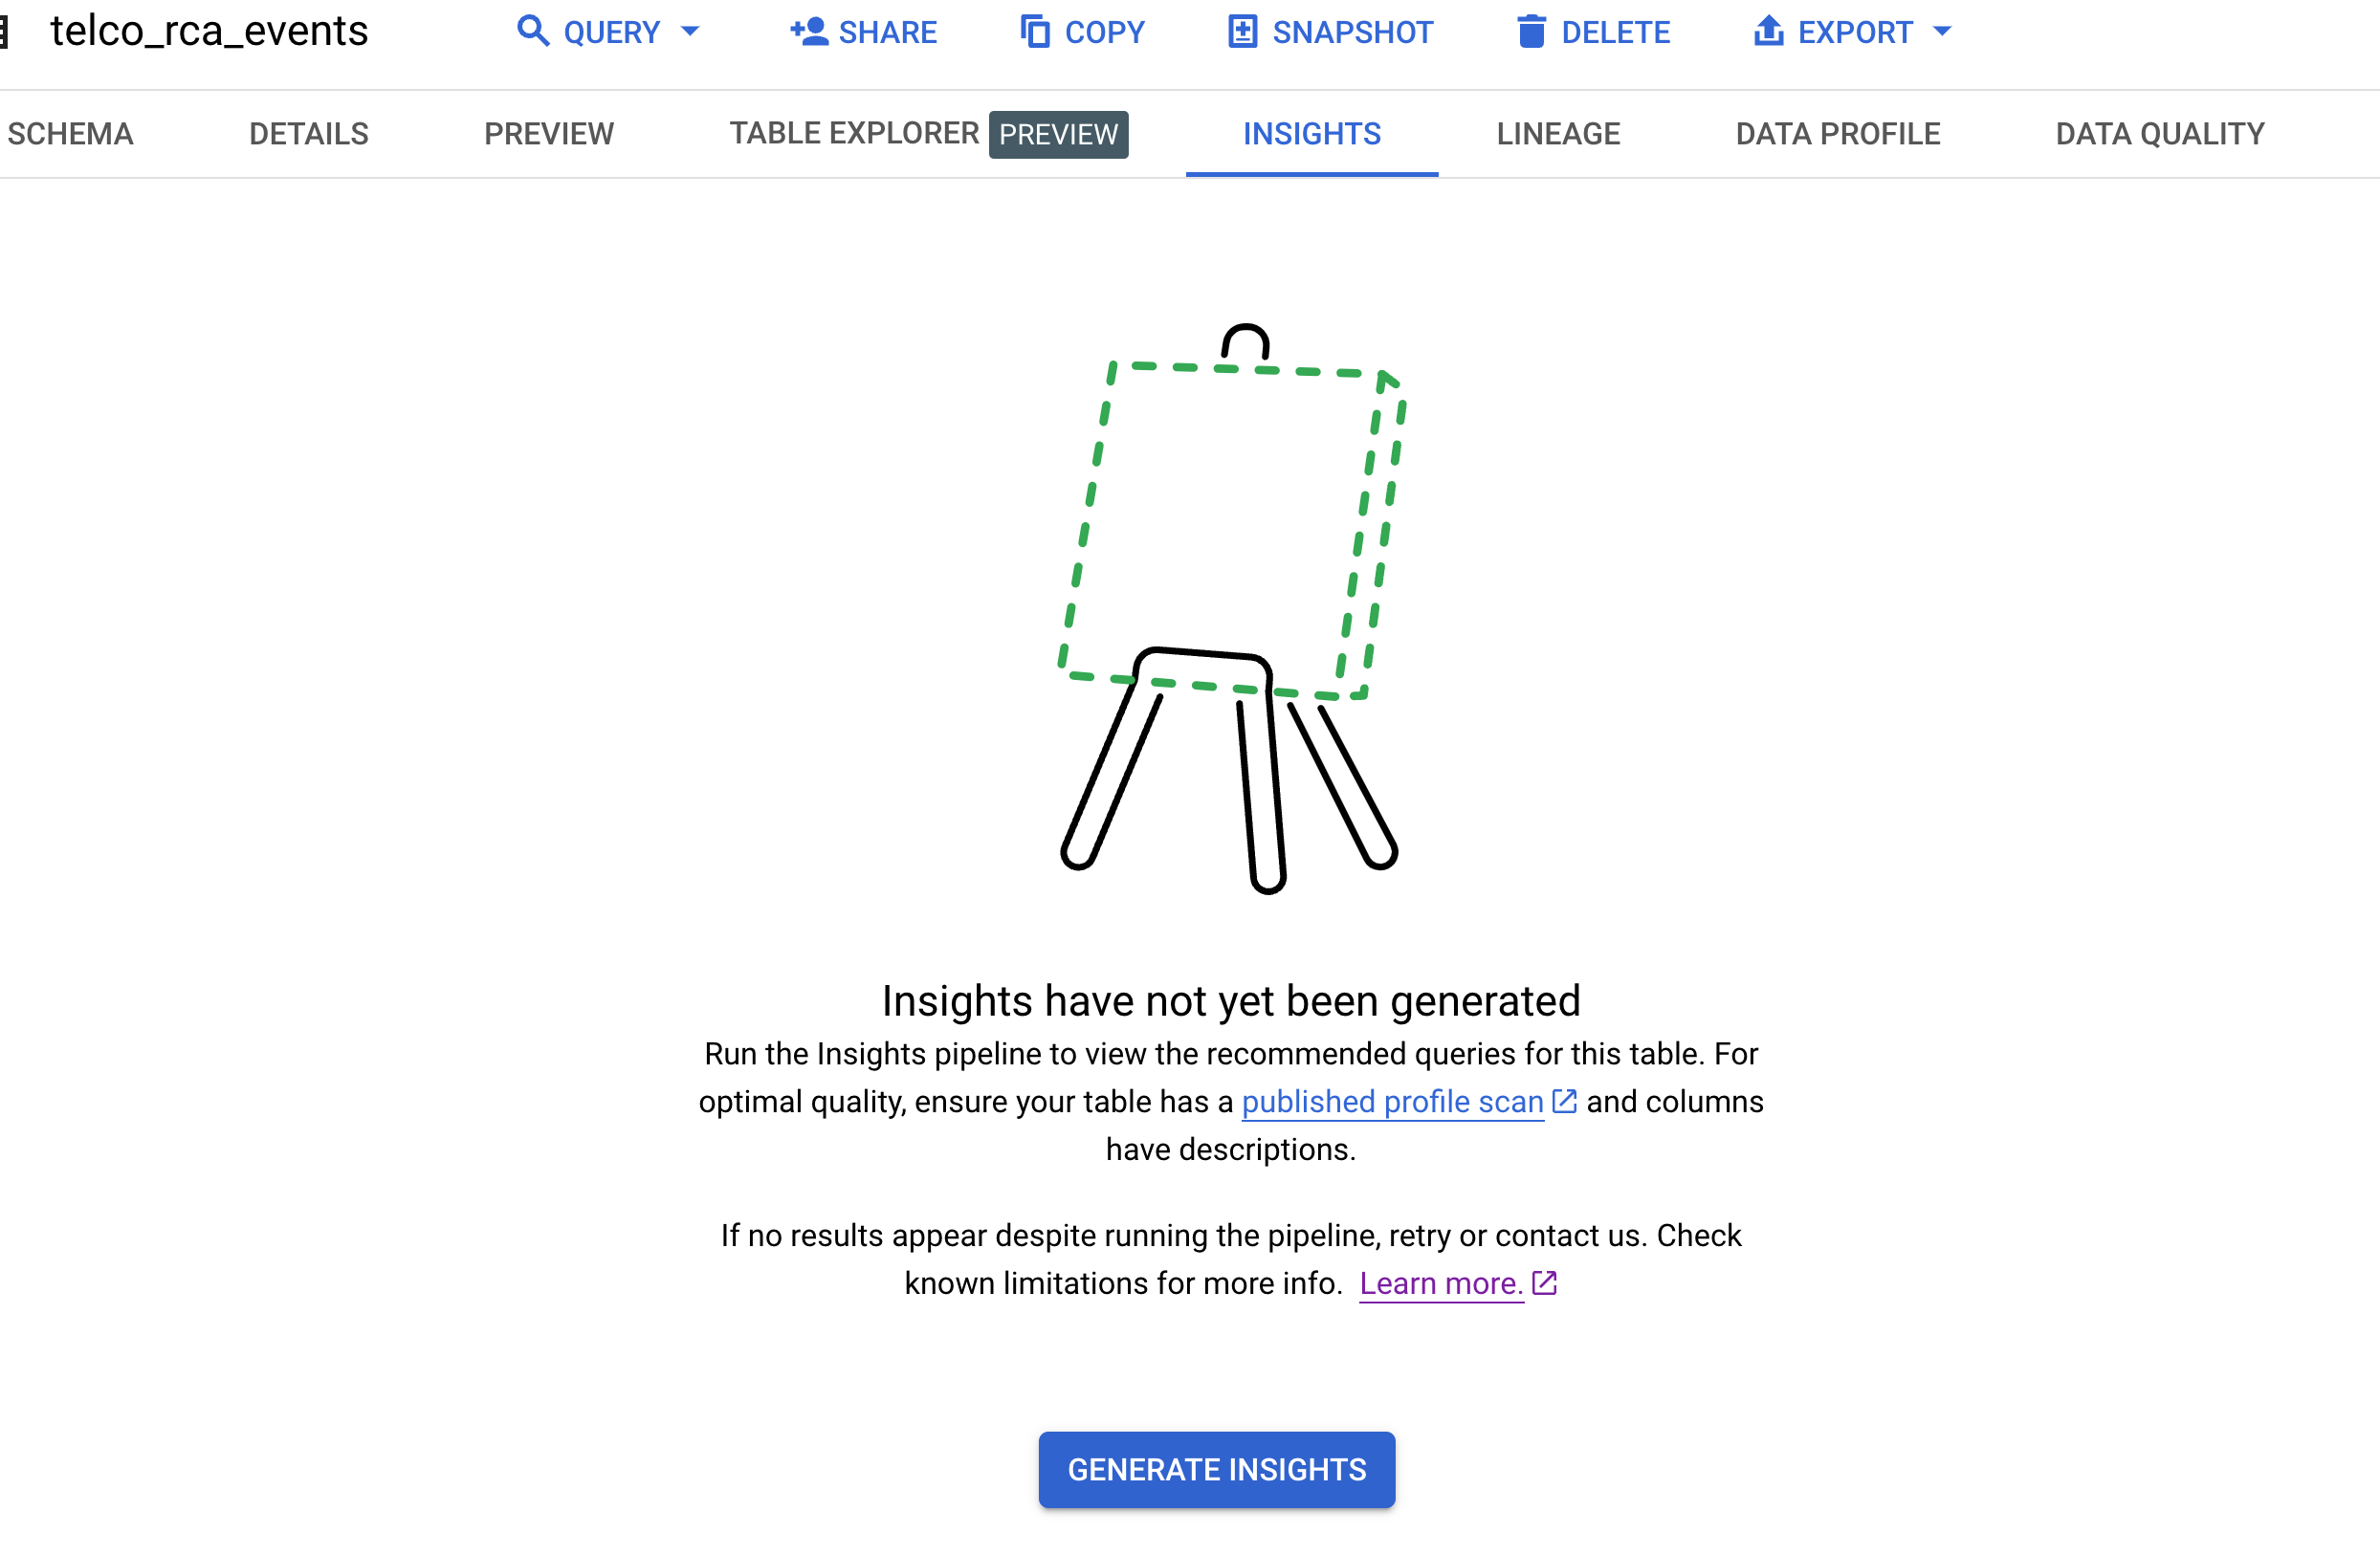 telco_rca_events QUERY SHARE COPY SNAPSHOT DELETE EXPORT
SCHEMA DETAILS PREVIEW TABLE EXPLORER PREVIEW INSIGHTS LINEAGE DATA PROFILE DATA QUALITY
Insights have not yet been generated
Run the Insights pipeline to view the recommended queries for this table. For
optimal quality, ensure your table has a published profile scan and columns
have descriptions.
If no results appear despite running the pipeline, retry or contact us. Check
known limitations for more info. Learn more.
GENERATE INSIGHTS